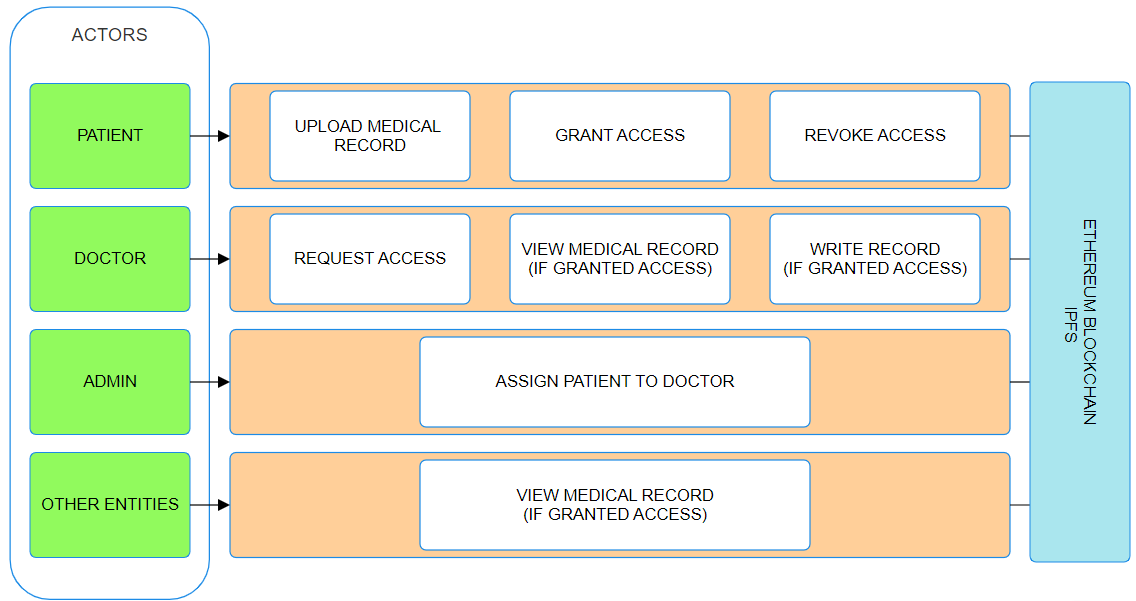 ACTORS
PATIENT
UPLOAD MEDICAL
RECORD
GRANT ACCESS
REVOKE ACCESS
DOCTOR
REQUEST ACCESS
VIEW MEDICAL RECORD
(IF GRANTED ACCESS)
WRITE RECORD
(IF GRANTED ACCESS)
ADMIN
ASSIGN PATIENT TO DOCTOR
OTHER ENTITIES
VIEW MEDICAL RECORD
(IF GRANTED ACCESS)
ETHEREUM BLOCKCHAIN
IPFS